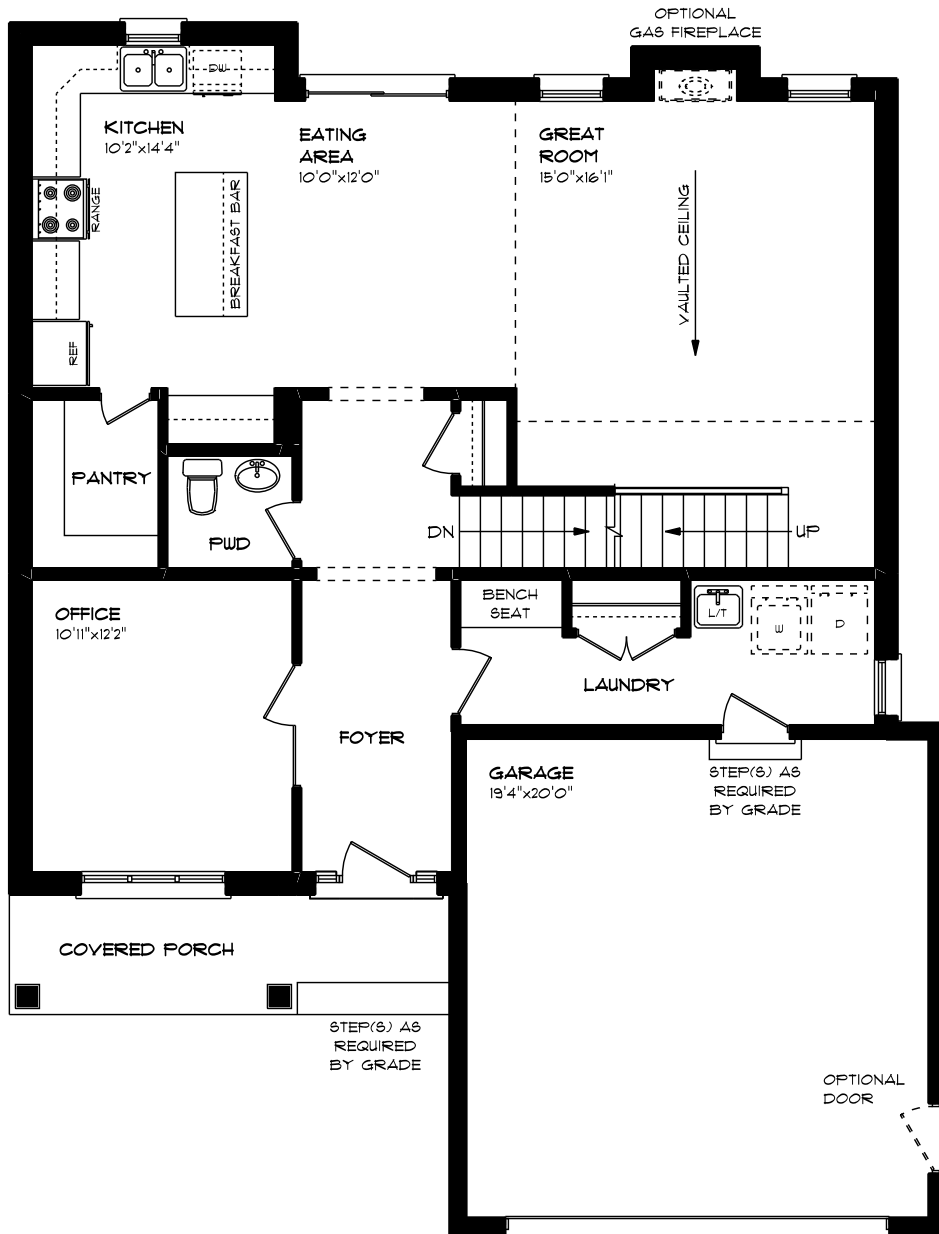 OPTIONAL
GAS FIREPLACE
DW
KITCHEN
10'2"x14'4"
EATING
AREA
10'0"x12'0"
GREAT
ROOM
15'0"x16'1"
RANGE
BREAKFAST BAR
VAULTED CEILING
REF
PANTRY
PWD
DN
UP
OFFICE
10'11"x12'2"
BENCH
SEAT
L/T
W
D
LAUNDRY
FOYER
GARAGE
19'4"x20'0"
STEP(S) AS
REQUIRED
BY GRADE
COVERED PORCH
STEP(S) AS
REQUIRED
BY GRADE
OPTIONAL
DOOR